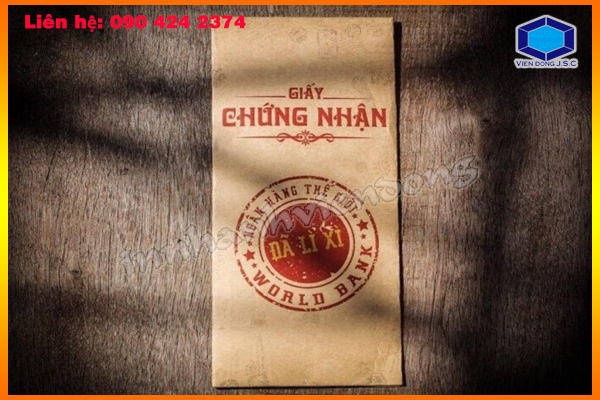 Liên hệ: 090 424 2374
VIEN DONG J.S.C
GIẤY
CHỨNG NHẬN
NGÂN HÀNG THẾ GIỚI
ĐÃ LÌ XÌ
WORLD BANK
innhanhviendong